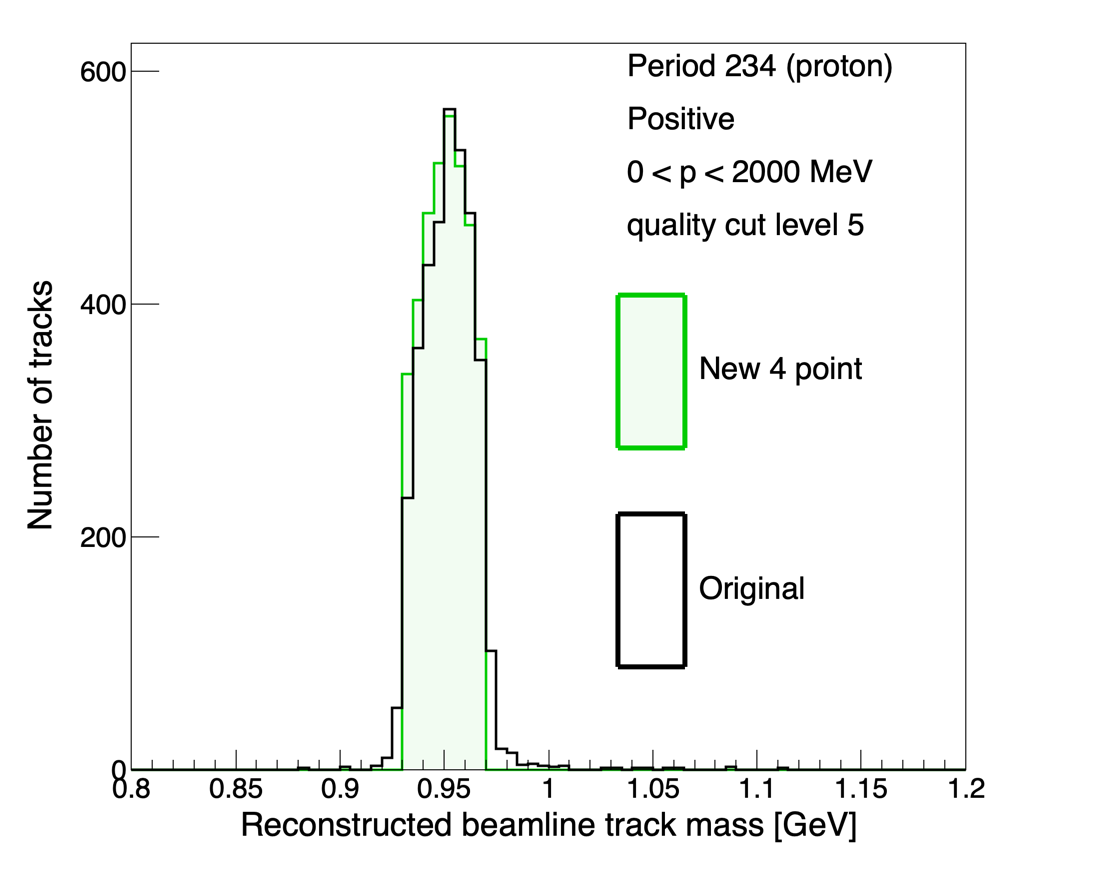 600
Period 234 (proton)
Positive
0 < p < 2000 MeV
quality cut level 5
400
New 4 point
Number of tracks
200
Original
0
0.8 0.85 0.9 0.95 1 1.05 1.1 1.15 1.2
Reconstructed beamline track mass [GeV]